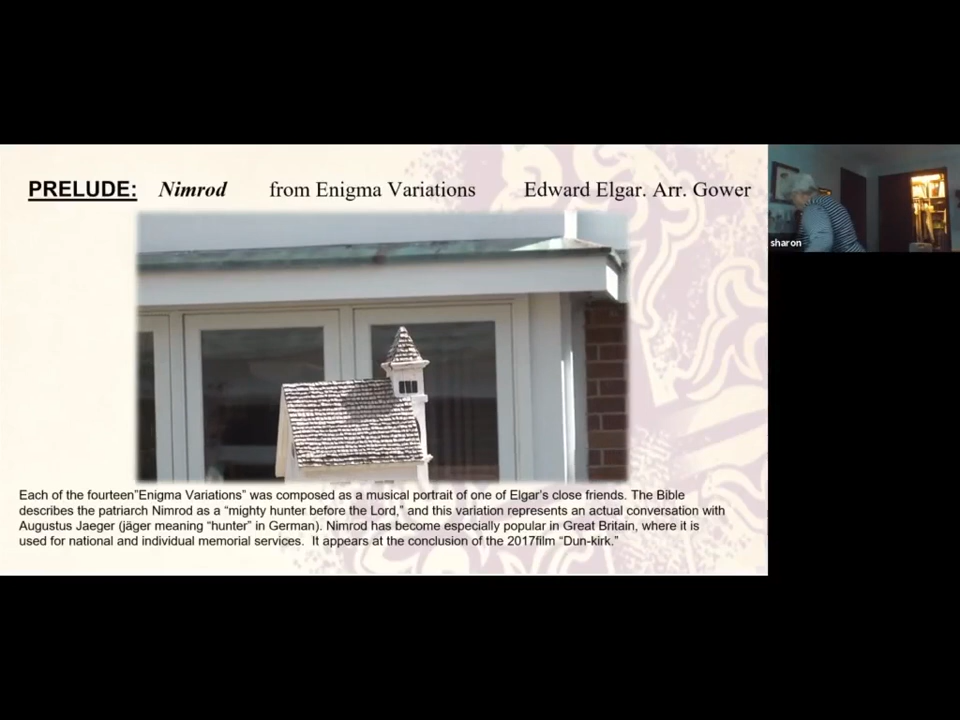 PRELUDE: Nimrod from Enigma Variations Edward Elgar. Arr. Gower
sharon
Each of the fourteen”Enigma Variations” was composed as a musical portrait of one of Elgar’s close friends. The Bible
describes the patriarch Nimrod as a “mighty hunter before the Lord,” and this variation represents an actual conversation with
Augustus Jaeger (jäger meaning “hunter” in German). Nimrod has become especially popular in Great Britain, where it is
used for national and individual memorial services. It appears at the conclusion of the 2017film “Dun-kirk.”